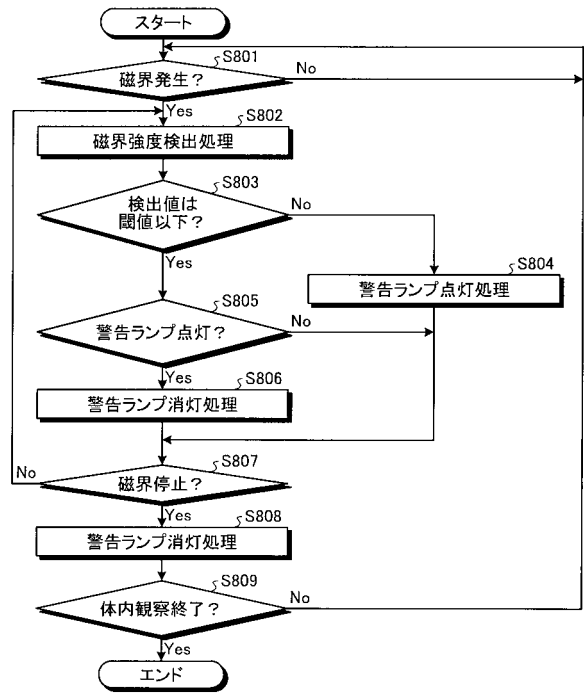 スタート
S801
磁界発生？
No
Yes
S802
磁界強度検出処理
S803
検出値は
閾値以下？
No
Yes
S804
警告ランプ点灯処理
S805
警告ランプ点灯？
No
Yes
S806
警告ランプ消灯処理
S807
磁界停止？
No
Yes
S808
警告ランプ消灯処理
S809
体内観察終了？
No
Yes
エンド